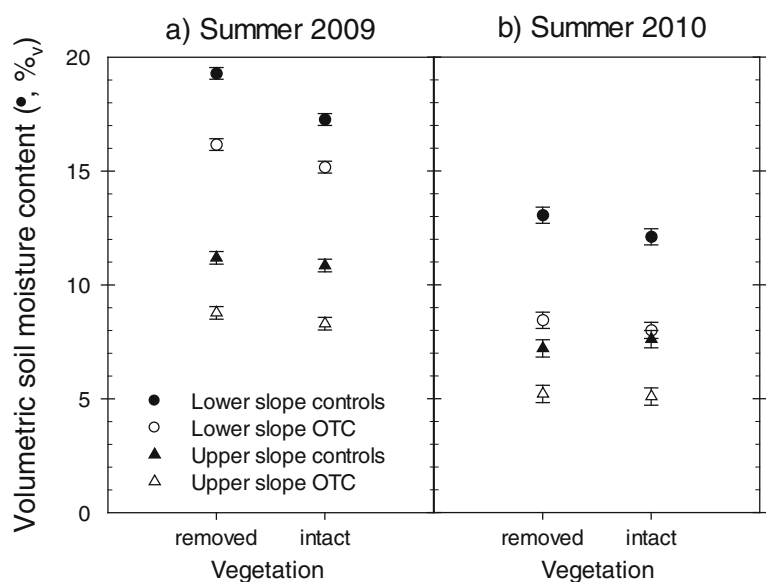 a) Summer 2009
b) Summer 2010
Volumetric soil moisture content (•, %v)
20
15
10
5
0
Lower slope controls
Lower slope OTC
Upper slope controls
Upper slope OTC
removed intact
removed intact
Vegetation
Vegetation